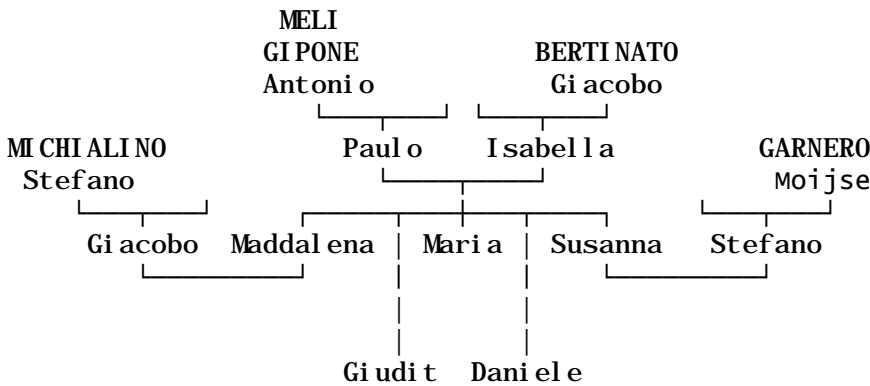 MELI
GIPONE BERTINATO
Antonio Giacobo
MICHIALINO Paulo Isabella GARNERO
Stefano Moijse
Giacobo Maddalena Maria Susanna Stefano
Giudit Daniele